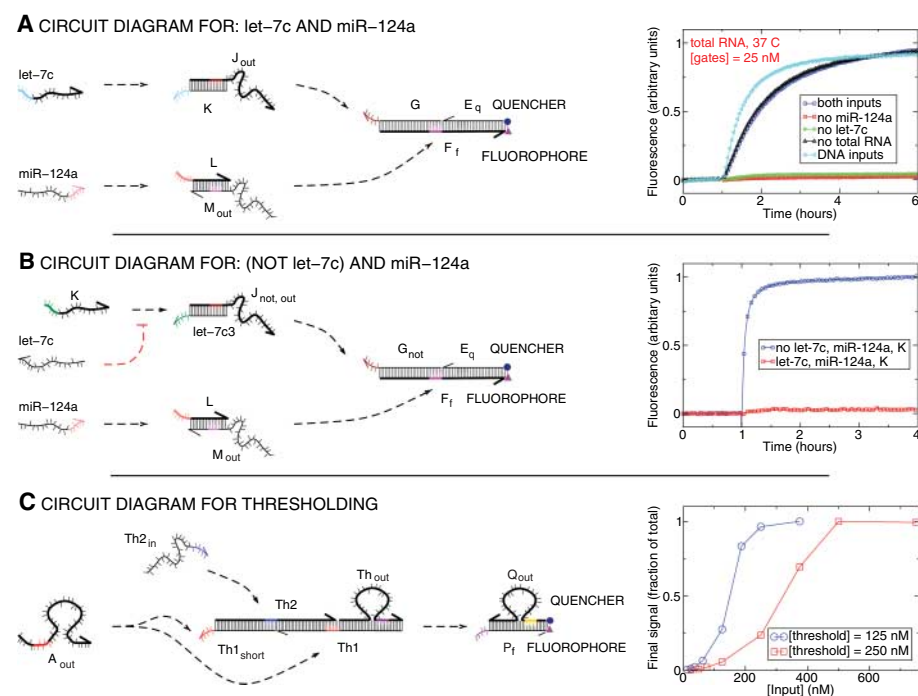 A CIRCUIT DIAGRAM FOR: let–7c AND miR–124a
let–7c
J out
K
miR–124a
L
M out
G
E q
QUENCHER
F f
FLUOROPHORE
total RNA, 37 C
[gates] = 25 nM
both inputs
no miR–124a
no let–7c
no total RNA
DNA inputs
Fluorescence (arbitrary units)
1
0.5
0
0 2 4 6
Time (hours)
B CIRCUIT DIAGRAM FOR: (NOT let–7c) AND miR–124a
K
let–7c
J not, out
let–7c3
miR–124a
L
M out
G not
E q
QUENCHER
F f
FLUOROPHORE
no let–7c, miR–124a, K
let–7c, miR–124a, K
Fluorescence (arbitary units)
1
0.5
0
0 1 2 3 4
Time (hours)
C CIRCUIT DIAGRAM FOR THRESHOLDING
A out
Th2 in
Th2
Th out
Th1 short
Th1
Q out
QUENCHER
P f
FLUOROPHORE
Final signal (fraction of total)
1
0.5
0
[threshold] = 125 nM
[threshold] = 250 nM
0 200 400 600
[Input] (nM)